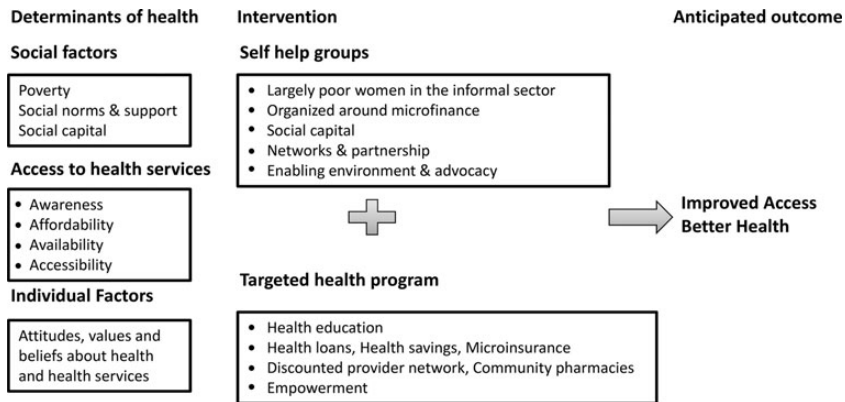 Determinants of health
Social factors
Poverty
Social norms & support
Social capital
Access to health services
• Awareness
• Affordability
• Availability
• Accessibility
Individual Factors
Attitudes, values and
beliefs about health
and health services
Intervention
Self help groups
• Largely poor women in the informal sector
• Organized around microfinance
• Social capital
• Networks & partnership
• Enabling environment & advocacy
Targeted health program
• Health education
• Health loans, Health savings, Microinsurance
• Discounted provider network, Community pharmacies
• Empowerment
Anticipated outcome
Improved Access
Better Health